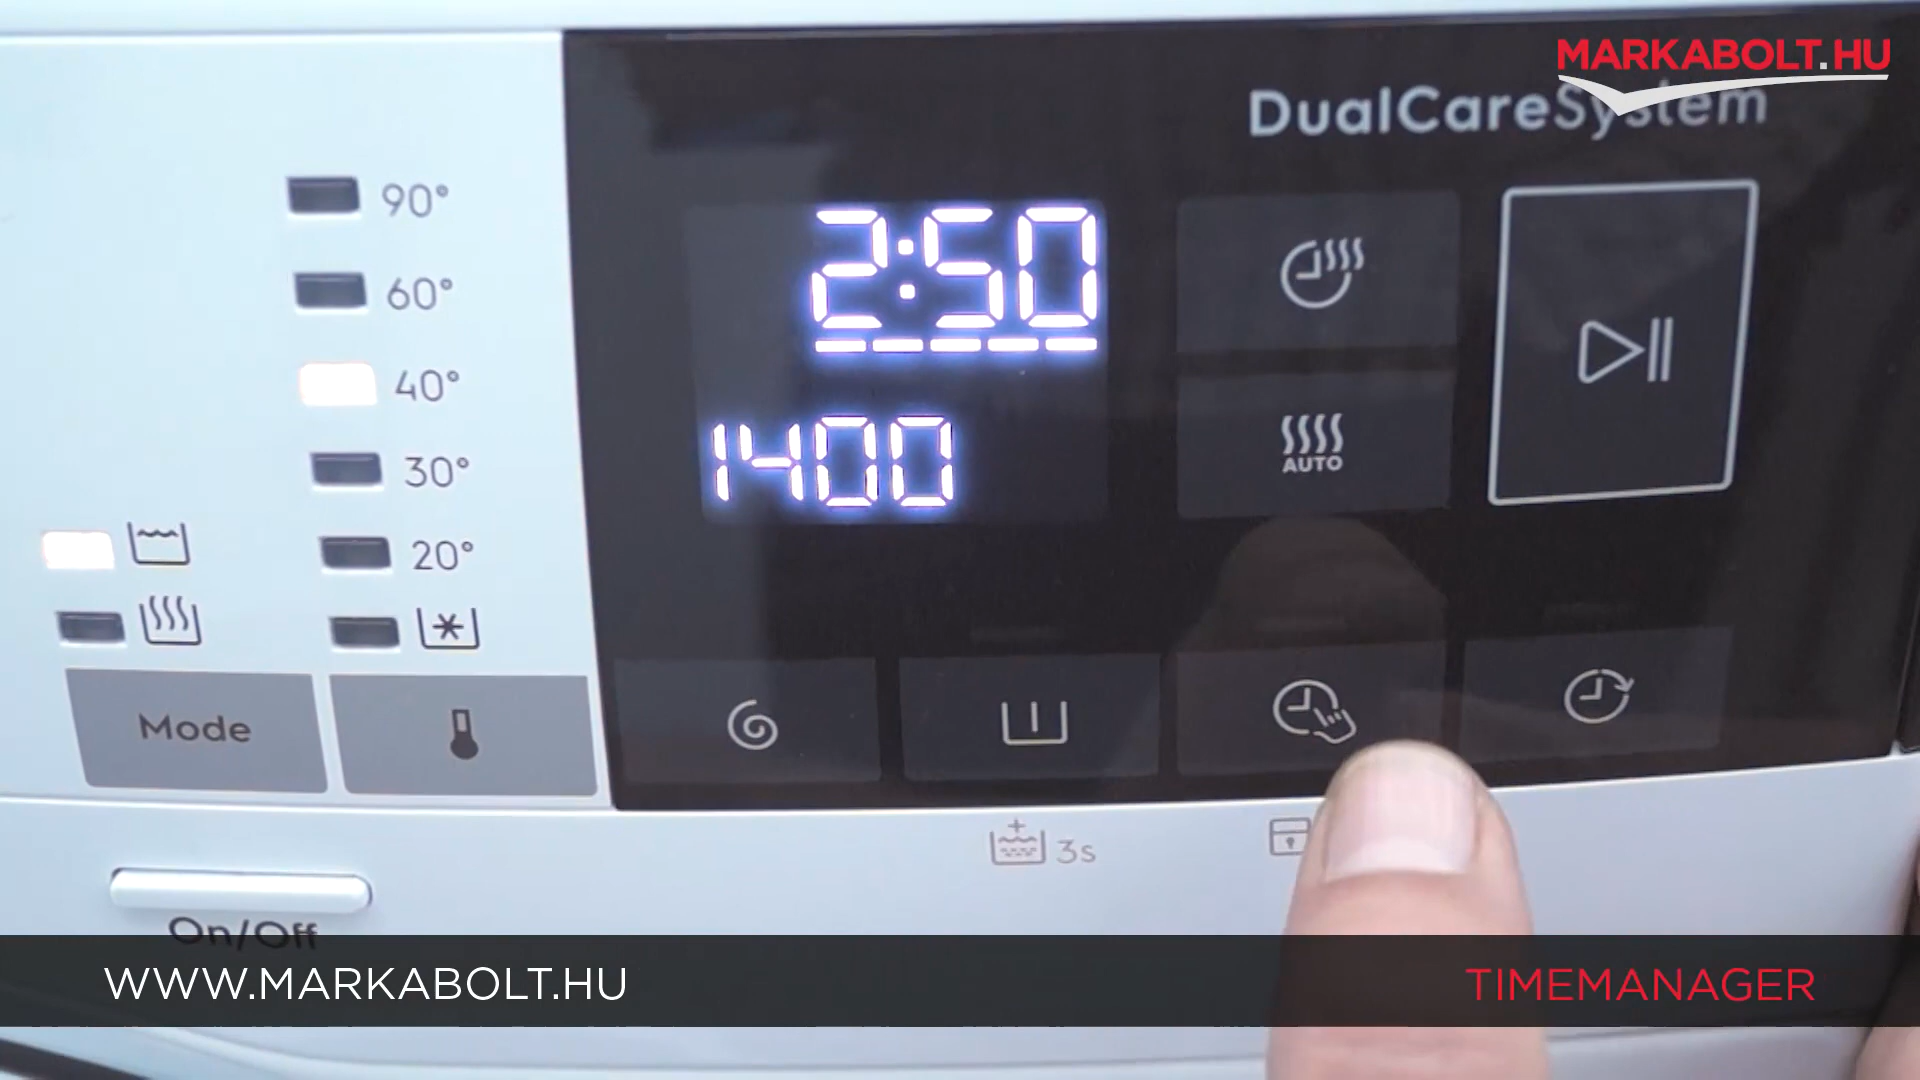 MARKABOLT.HU
DualCareSystem
90°
60°
40°
30°
20°
2:50
1400
AUTO
Mode
3s
On/Off
WWW.MARKABOLT.HU
TIMEMANAGER